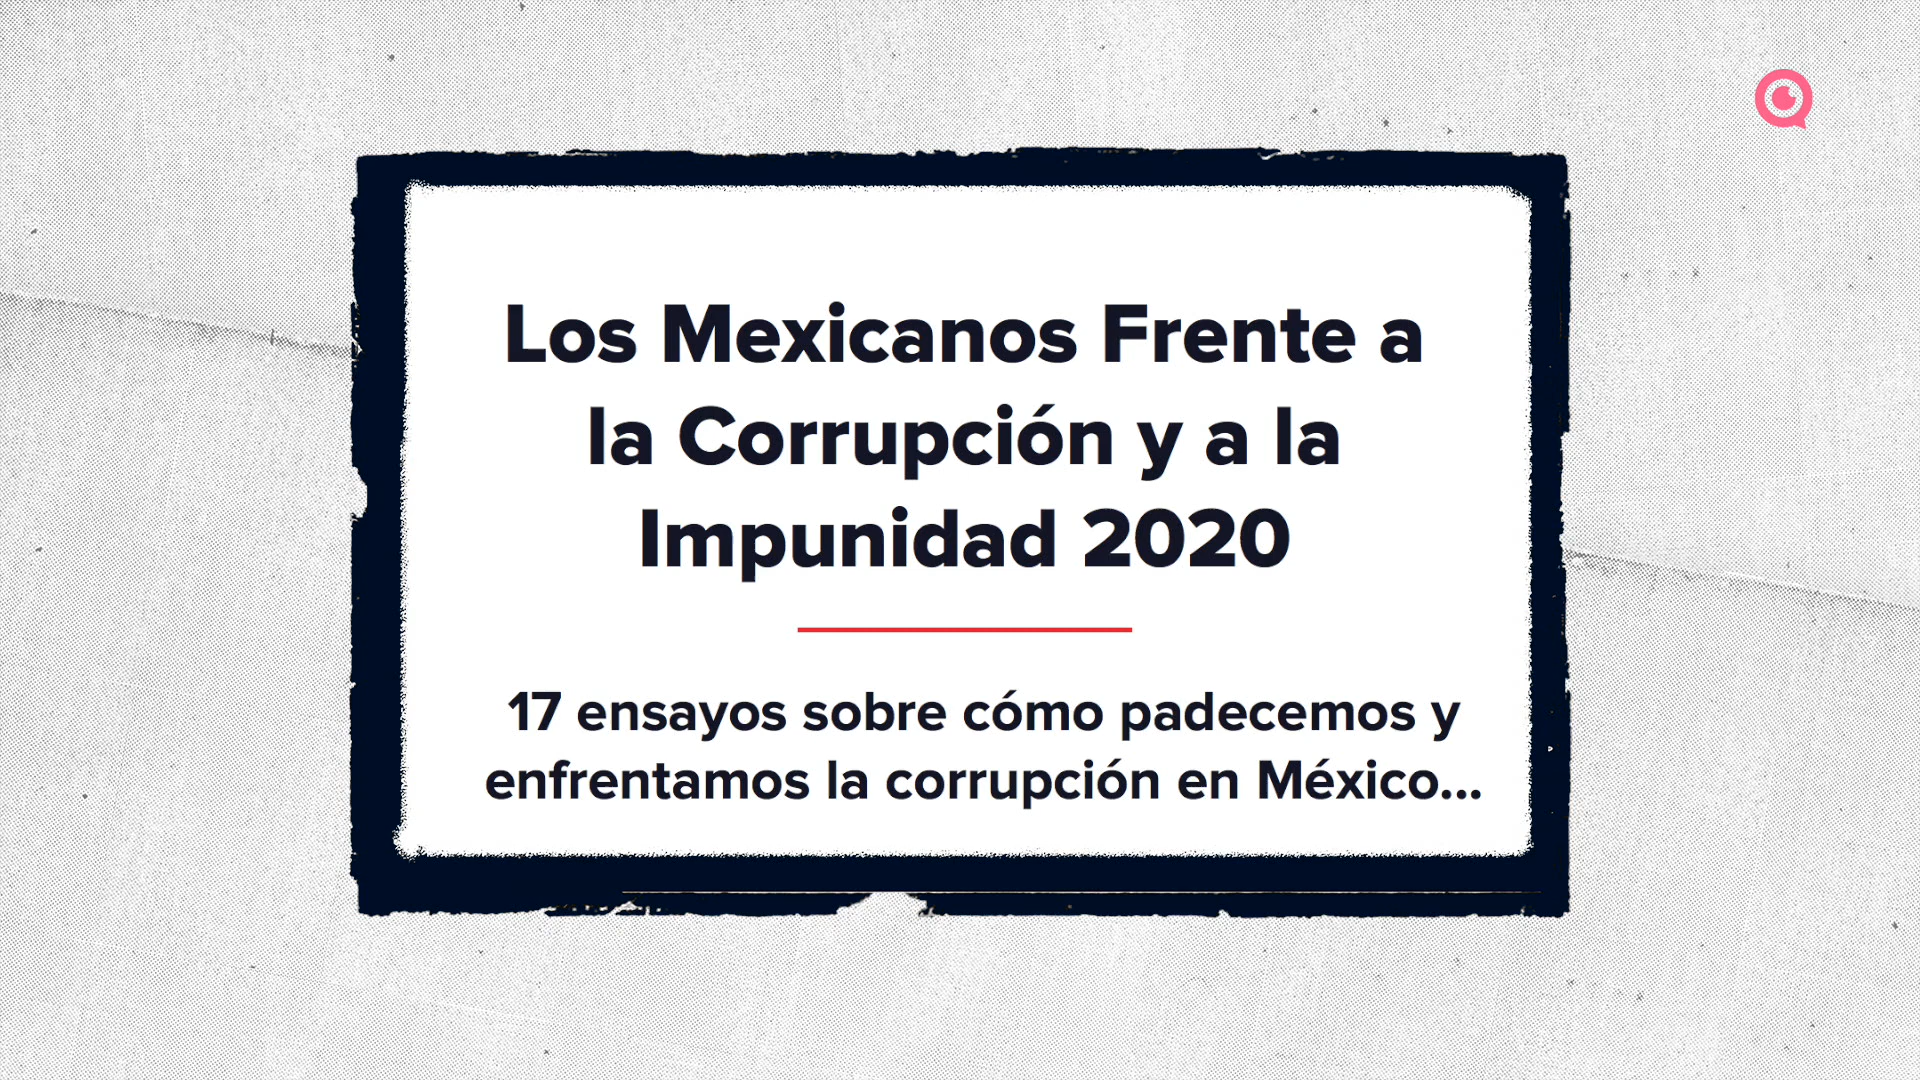 Los Mexicanos Frente a
la Corrupción y a la
Impunidad 2020
17 ensayos sobre cómo padecemos y
enfrentamos la corrupción en México...